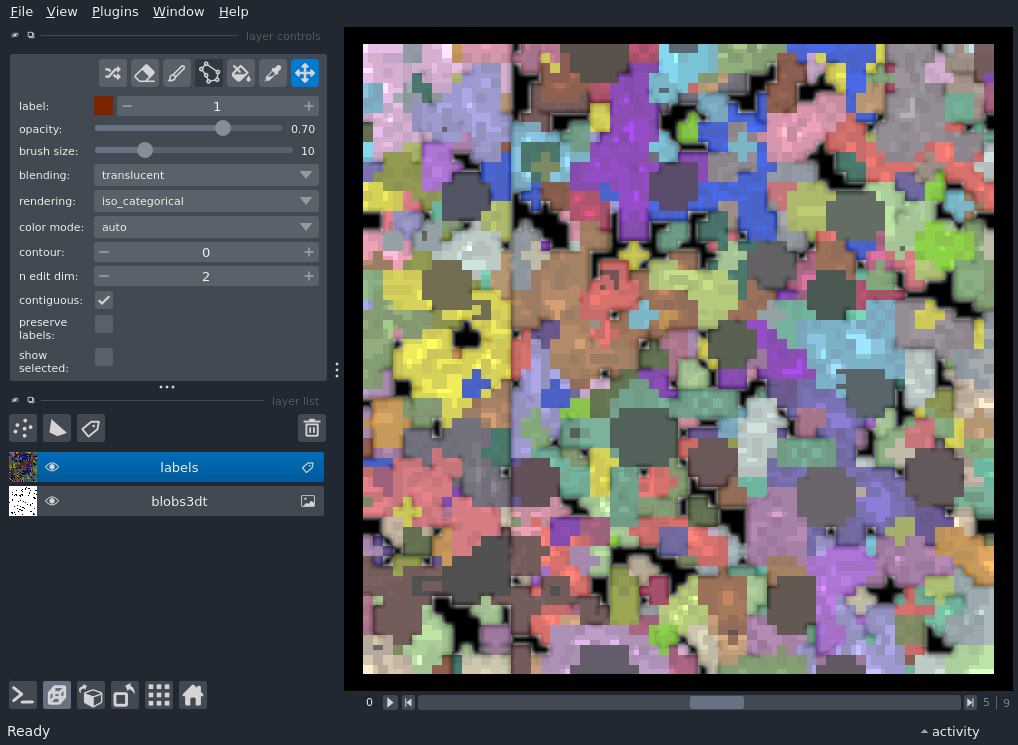 File View Plugins Window Help
layer controls
label: 1
opacity: 0.70
brush size: 10
blending: translucent
rendering: iso_categorical
color mode: auto
contour: 0
n edit dim: 2
contiguous:
preserve
labels:
show
selected:
layer list
labels
blobs3dt
0 5 9
Ready activity